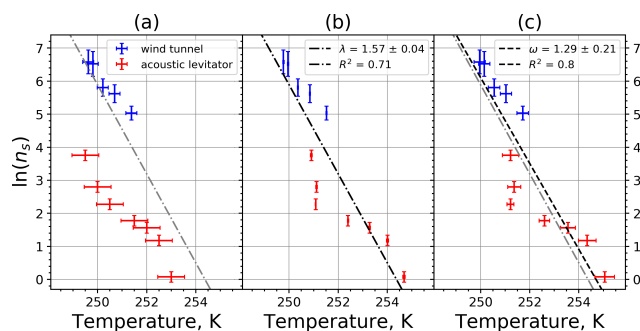 (a) (b) (c)
wind tunnel
acoustic levitator
λ = 1.57 ± 0.04
R² = 0.71
ω = 1.29 ± 0.21
R² = 0.8
ln(nₛ)
7
6
5
4
3
2
1
0
7
6
5
4
3
2
1
0
250 252 254 250 252 254 250 252 254
Temperature, K Temperature, K Temperature, K